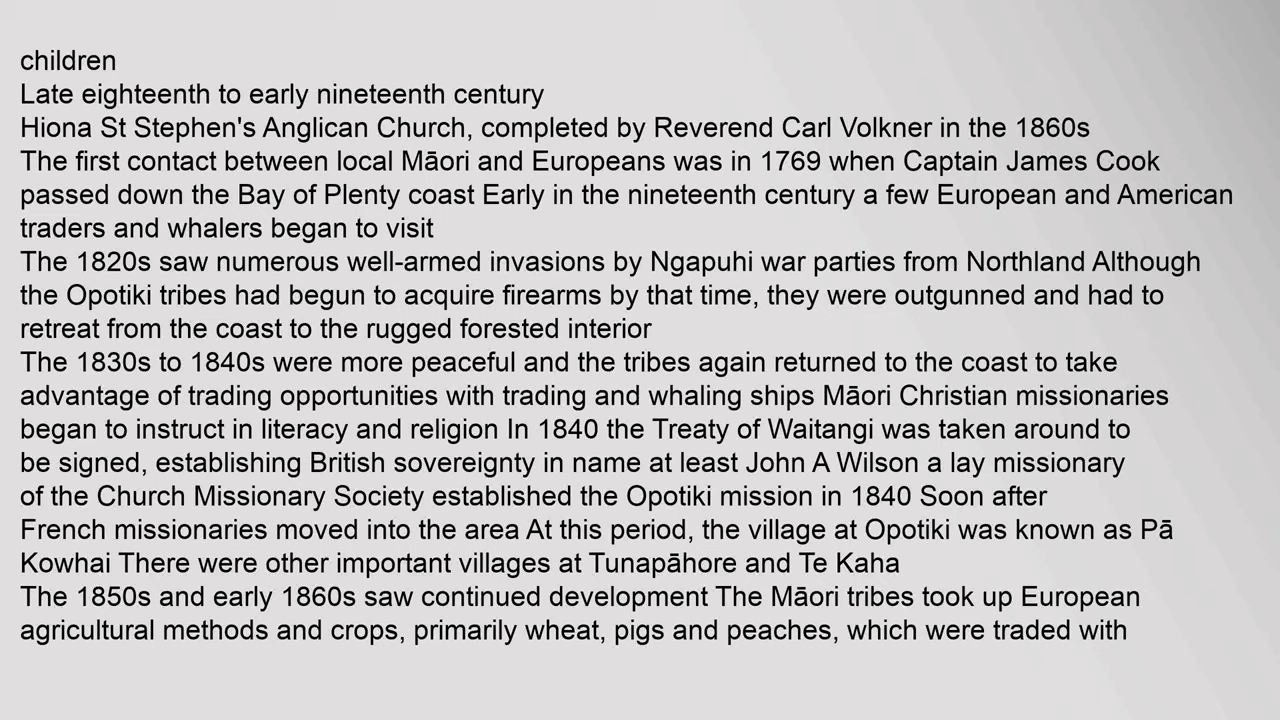 children
Late eighteenth to early nineteenth century
Hiona St Stephen's Anglican Church, completed by Reverend Carl Volkner in the 1860s
The first contact between local Māori and Europeans was in 1769 when Captain James Cook
passed down the Bay of Plenty coast Early in the nineteenth century a few European and American
traders and whalers began to visit
The 1820s saw numerous well-armed invasions by Ngapuhi war parties from Northland Although
the Opotiki tribes had begun to acquire firearms by that time, they were outgunned and had to
retreat from the coast to the rugged forested interior
The 1830s to 1840s were more peaceful and the tribes again returned to the coast to take
advantage of trading opportunities with trading and whaling ships Māori Christian missionaries
began to instruct in literacy and religion In 1840 the Treaty of Waitangi was taken around to
be signed, establishing British sovereignty in name at least John A Wilson a lay missionary
of the Church Missionary Society established the Opotiki mission in 1840 Soon after
French missionaries moved into the area At this period, the village at Opotiki was known as Pā
Kowhai There were other important villages at Tunapāhore and Te Kaha
The 1850s and early 1860s saw continued development The Māori tribes took up European
agricultural methods and crops, primarily wheat, pigs and peaches, which were traded with